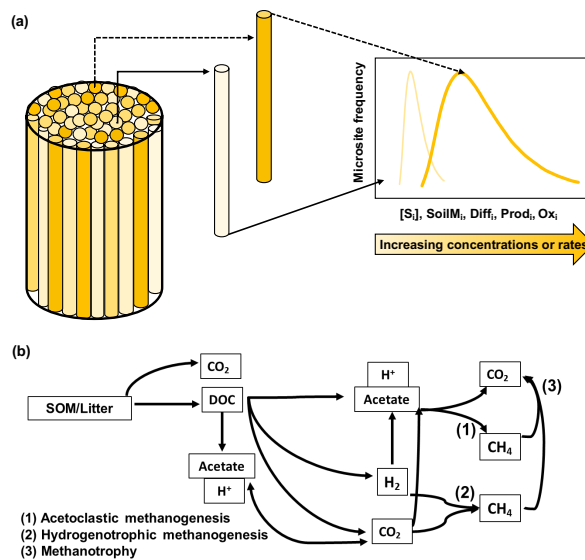 (a)
Microsite frequency
[Sᵢ], SoilMᵢ, Diffᵢ, Prodᵢ, Oxᵢ
Increasing concentrations or rates
(b)
CO₂
SOM/Litter
DOC
Acetate
H⁺
H⁺
Acetate
CO₂
(3)
(1)
CH₄
H₂
(2)
CH₄
CO₂
(1) Acetoclastic methanogenesis
(2) Hydrogenotrophic methanogenesis
(3) Methanotrophy